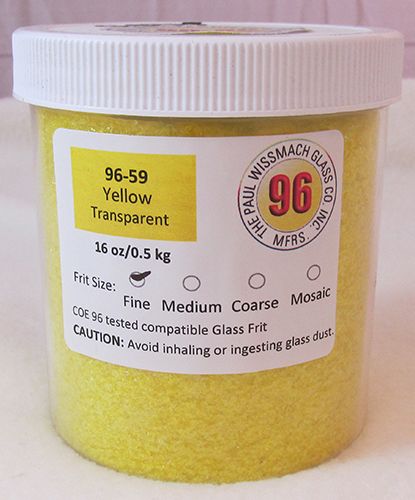 96-59
Yellow
Transparent
16 oz/0.5 kg
THE PAUL WISSMACH GLASS CO. INC.
MFRS.
96
Frit Size:
Fine Medium Coarse Mosaic
COE 96 tested compatible Glass Frit
CAUTION: Avoid inhaling or ingesting glass dust.